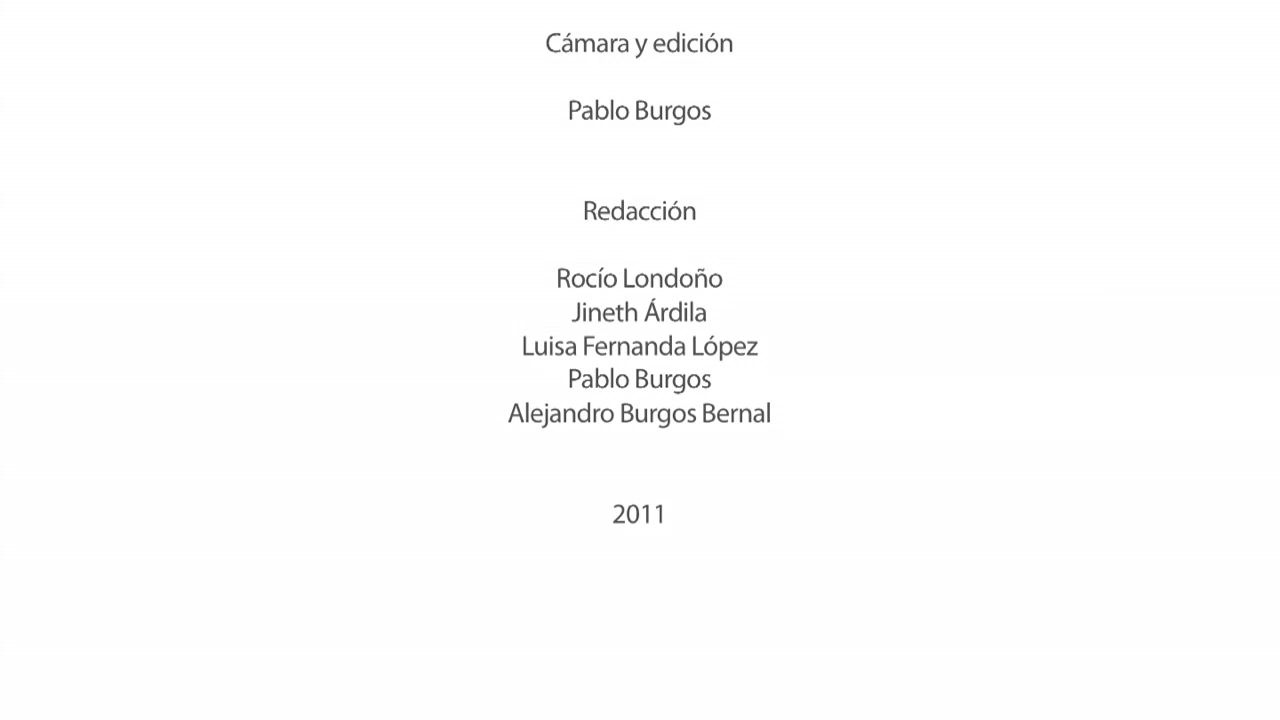 Cámara y edición
Pablo Burgos
Redacción
Rocío Londoño
Jineth Árdila
Luisa Fernanda López
Pablo Burgos
Alejandro Burgos Bernal
2011